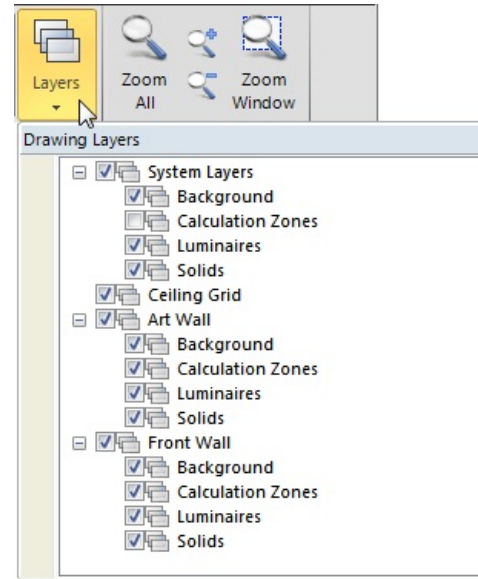 Layers
Zoom All
Zoom Window
Drawing Layers
System Layers
Background
Calculation Zones
Luminaires
Solids
Ceiling Grid
Art Wall
Background
Calculation Zones
Luminaires
Solids
Front Wall
Background
Calculation Zones
Luminaires
Solids